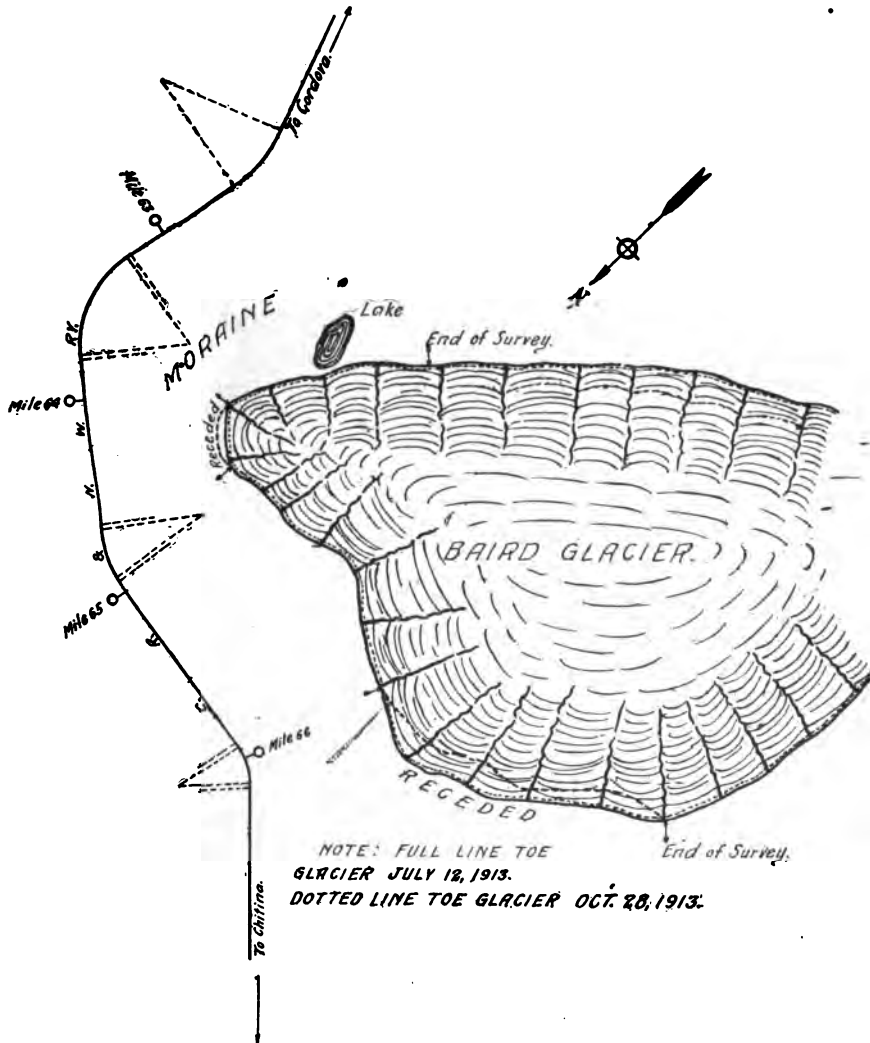 To Cordova.
Mile 63
N
MORAINE
Lake
End of Survey.
RY.
Mile 64
W.
Receded
N.
BAIRD GLACIER.
&
Mile 65
R.
C.
Mile 66
RECEDED
End of Survey.
NOTE: FULL LINE TOE
GLACIER JULY 12, 1913.
DOTTED LINE TOE GLACIER OCT. 28, 1913.
To Chitina.